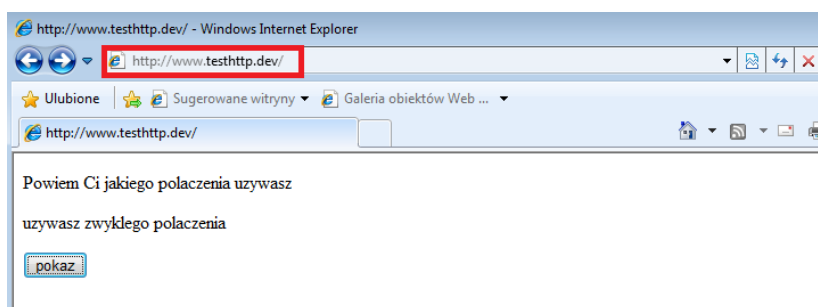 http://www.testhttp.dev/ - Windows Internet Explorer
http://www.testhttp.dev/
Ulubione Sugerowane witryny Galeria obiektów Web ...
http://www.testhttp.dev/
Powiem Ci jakiego polaczenia uzywasz
uzywasz zwyklego polaczenia
pokaz